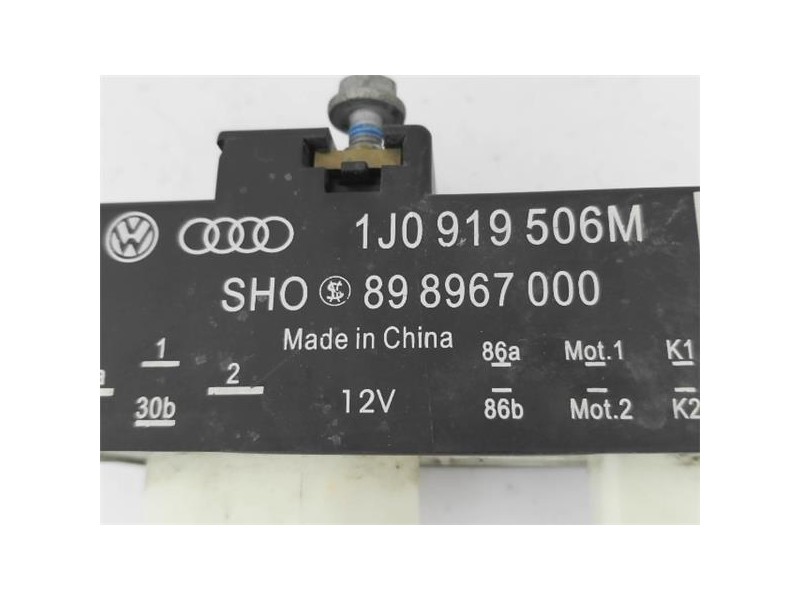 1J0 919 506M
SHO 89 8967 000
Made in China
1 2 86a Mot.1 K1
30b 12V 86b Mot.2 K2